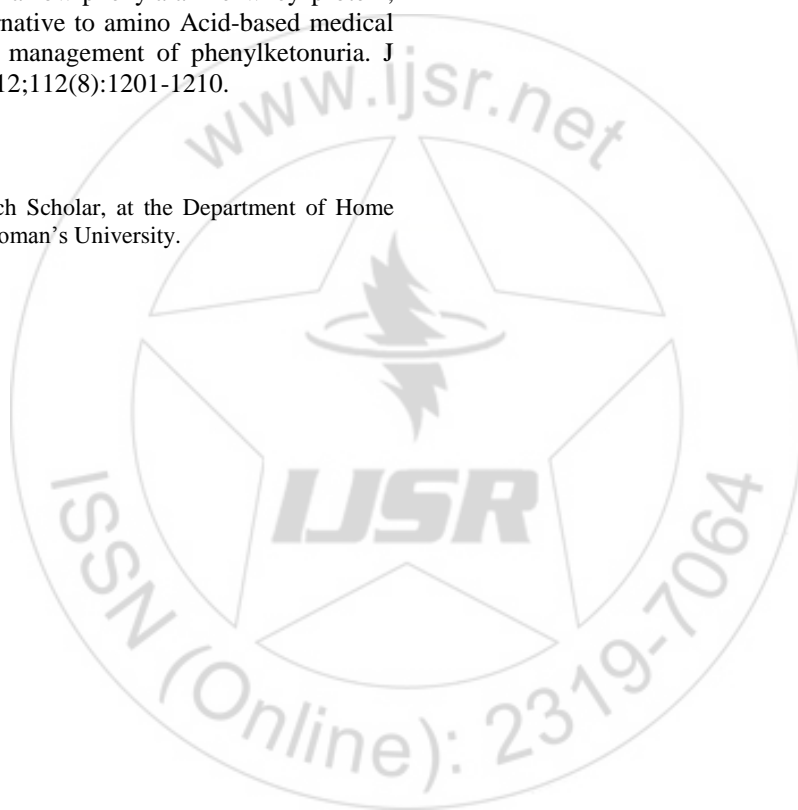 ernative to amino Acid-based medical
management of phenylketonuria. J
12;112(8):1201-1210.
ch Scholar, at the Department of Home
oman's University.
www.ijsr.net
IJSR
ISSN (Online): 2319-7064